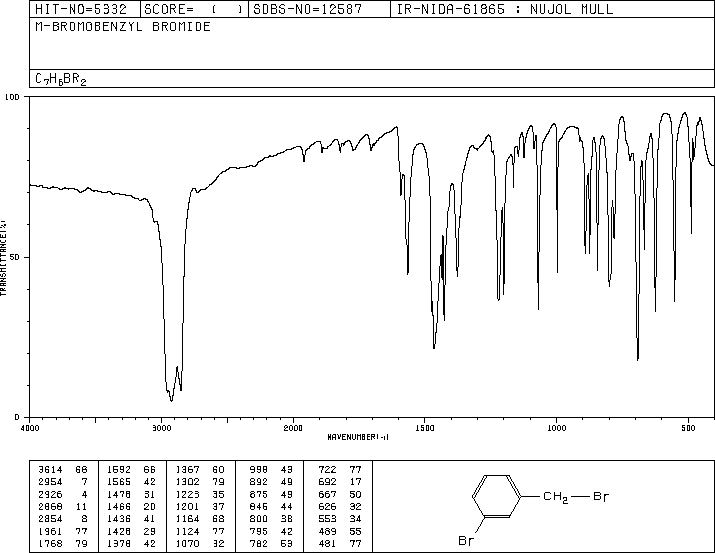 HIT-NO=5332 SCORE= ( ) SDBS-NO=12587 IR-NIDA-61865 : NUJOL MULL
M-BROMOBENZYL BROMIDE
C7H6BR2
100
50
0
TRANSMITTANCE(%)
4000 3000 2000 1500 1000 500
WAVENUMBER(-1)
3614 66 1592 66 1367 60 998 43 722 77
2954 7 1565 42 1302 79 892 49 692 17
2926 4 1478 31 1223 35 875 49 667 50
2868 11 1466 20 1201 37 846 44 626 32
2854 8 1436 41 1164 68 800 38 553 34
1961 77 1428 29 1124 77 795 42 489 55
1768 79 1378 42 1070 32 782 53 481 77
CH2 Br
Br